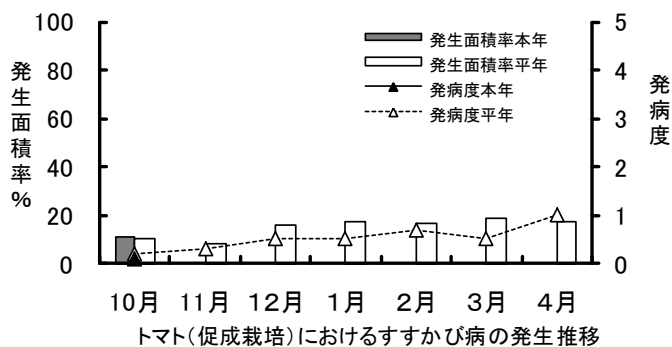 100
80
60
40
20
0
発生面積率%
5
4
3
2
1
0
発病度
発生面積率本年
発生面積率平年
発病度本年
発病度平年
10月 11月 12月 1月 2月 3月 4月
トマト(促成栽培)におけるすすかび病の発生推移